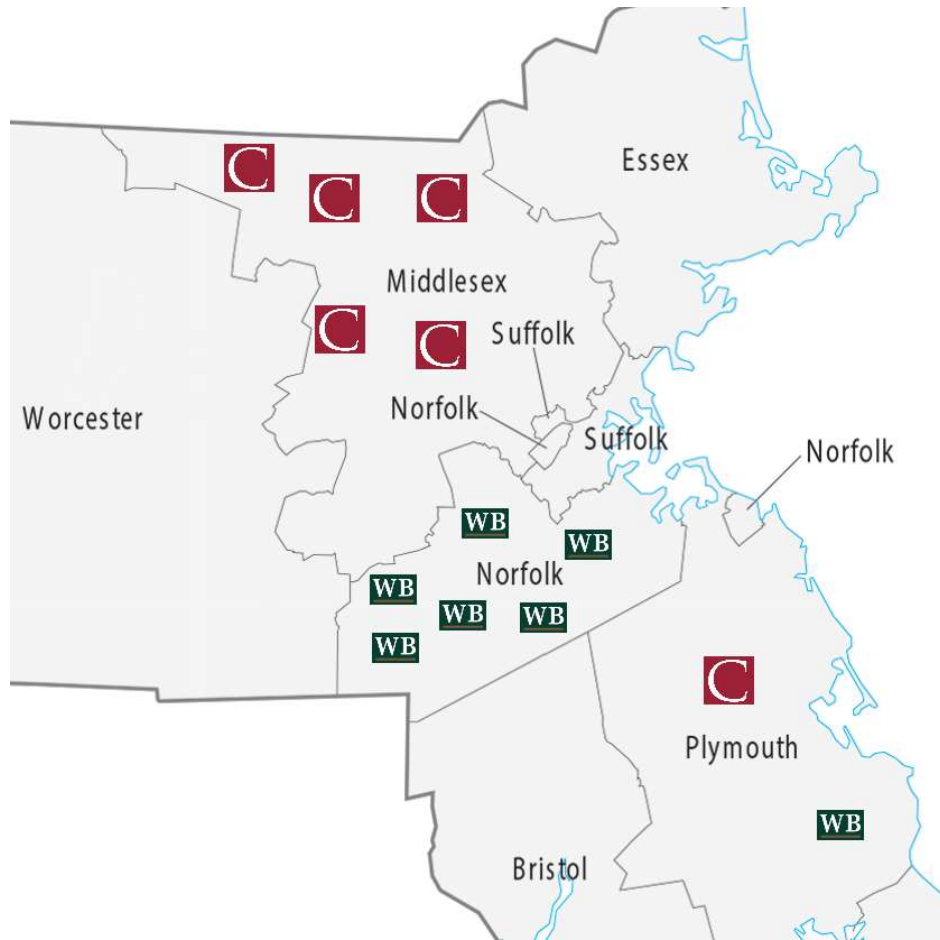 Essex
C
C
C
Middlesex
C
C
Suffolk
Norfolk
Worcester
Suffolk
Norfolk
WB
WB
Norfolk
WB
WB
WB
WB
C
Plymouth
WB
Bristol